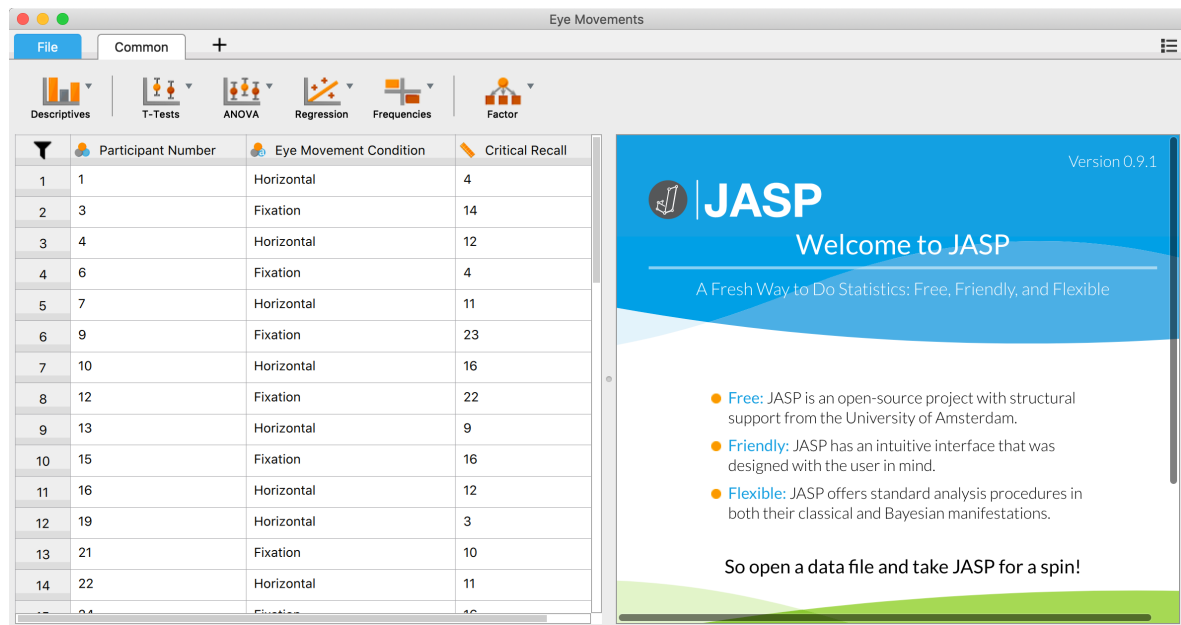 Eye Movements
File Common +
Descriptives T-Tests ANOVA Regression Frequencies Factor
Participant Number Eye Movement Condition Critical Recall
1 1 Horizontal 4
2 3 Fixation 14
3 4 Horizontal 12
4 6 Fixation 4
5 7 Horizontal 11
6 9 Fixation 23
7 10 Horizontal 16
8 12 Fixation 22
9 13 Horizontal 9
10 15 Fixation 16
11 16 Horizontal 12
12 19 Horizontal 3
13 21 Fixation 10
14 22 Horizontal 11
Version 0.9.1
JASP
Welcome to JASP
A Fresh Way to Do Statistics: Free, Friendly, and Flexible
Free: JASP is an open-source project with structural
support from the University of Amsterdam.
Friendly: JASP has an intuitive interface that was
designed with the user in mind.
Flexible: JASP offers standard analysis procedures in
both their classical and Bayesian manifestations.
So open a data file and take JASP for a spin!